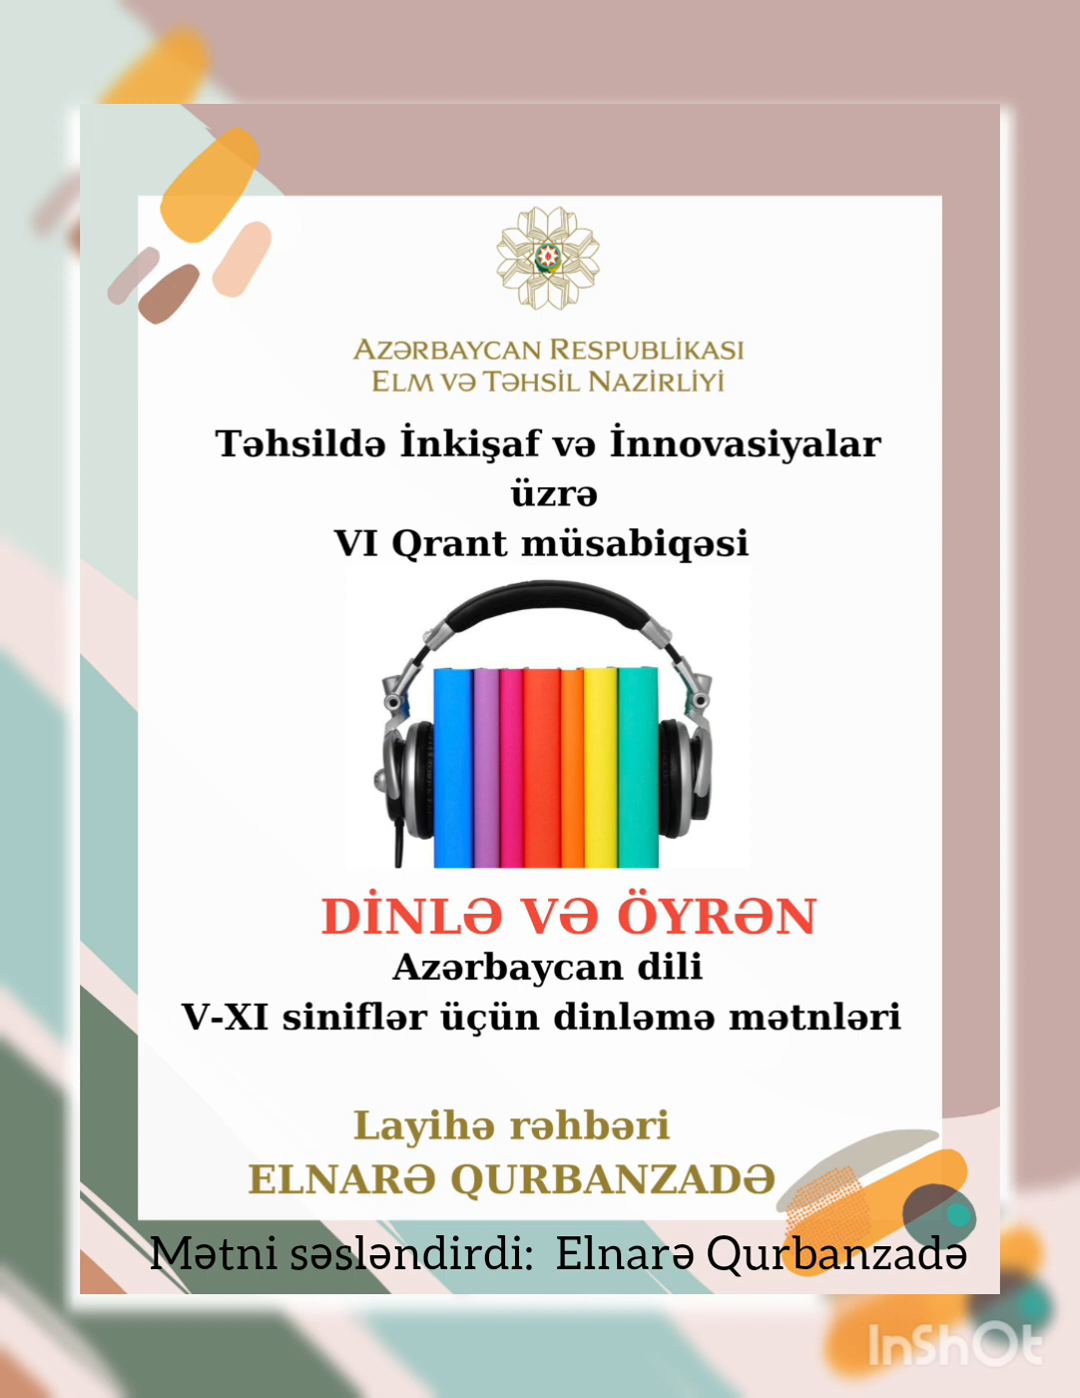 AZƏRBAYCAN RESPUBLİKASI
ELM VƏ TƏHSİL NAZİRLİYİ
Təhsildə İnkişaf və İnnovasiyalar
üzrə
VI Qrant müsabiqəsi
DİNLƏ VƏ ÖYRƏN
Azərbaycan dili
V-XI siniflər üçün dinləmə mətnləri
Layihə rəhbəri
ELNARƏ QURBANZADƏ
Mətni səsləndirdi: Elnarə Qurbanzadə
InShOt